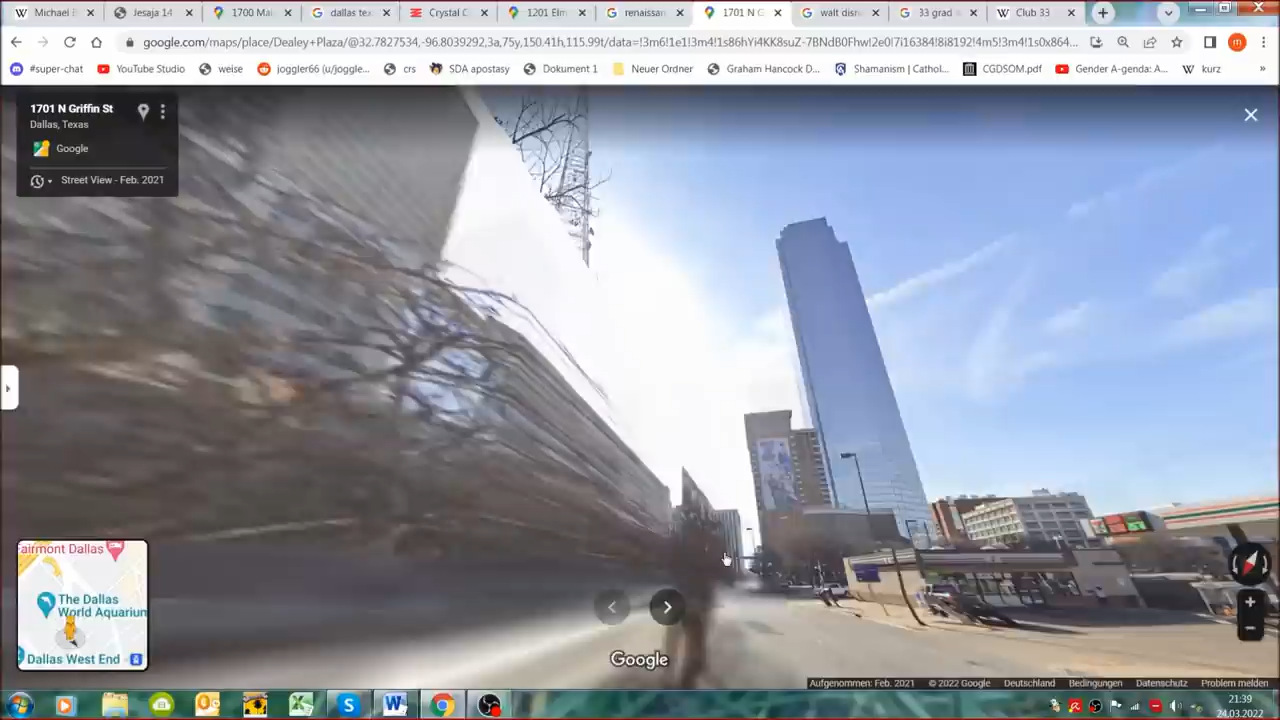 Michael E
Jesaja 14
1700 Mai
dallas tex
Crystal C
1201 Elm
renaissan
1701 N G
walt disn
33 grad
Club 33
google.com/maps/place/Dealey+Plaza/@32.7827534,-96.8039292,3a,75y,150.41h,115.99t/data=!3m6!1e1!3m4!1s86hYi4KK8suZ-7BNdB0Fhw!2e0!7i16384!8i8192!4m5!3m4!1s0x864...
#super-chat
YouTube Studio
weise
joggler66 (u/joggle...
crs
SDA apostasy
Dokument 1
Neuer Ordner
Graham Hancock D...
Shamanism | Cathol...
CGDSOM.pdf
Gender A-genda: A...
kurz
»
1701 N Griffin St
Dallas, Texas
Google
Street View - Feb. 2021
airmont Dallas
The Dallas
World Aquarium
Dallas West End
Google
Aufgenommen: Feb. 2021 © 2022 Google Deutschland Bedingungen Datenschutz Problem melden
21:39
24.03.2022